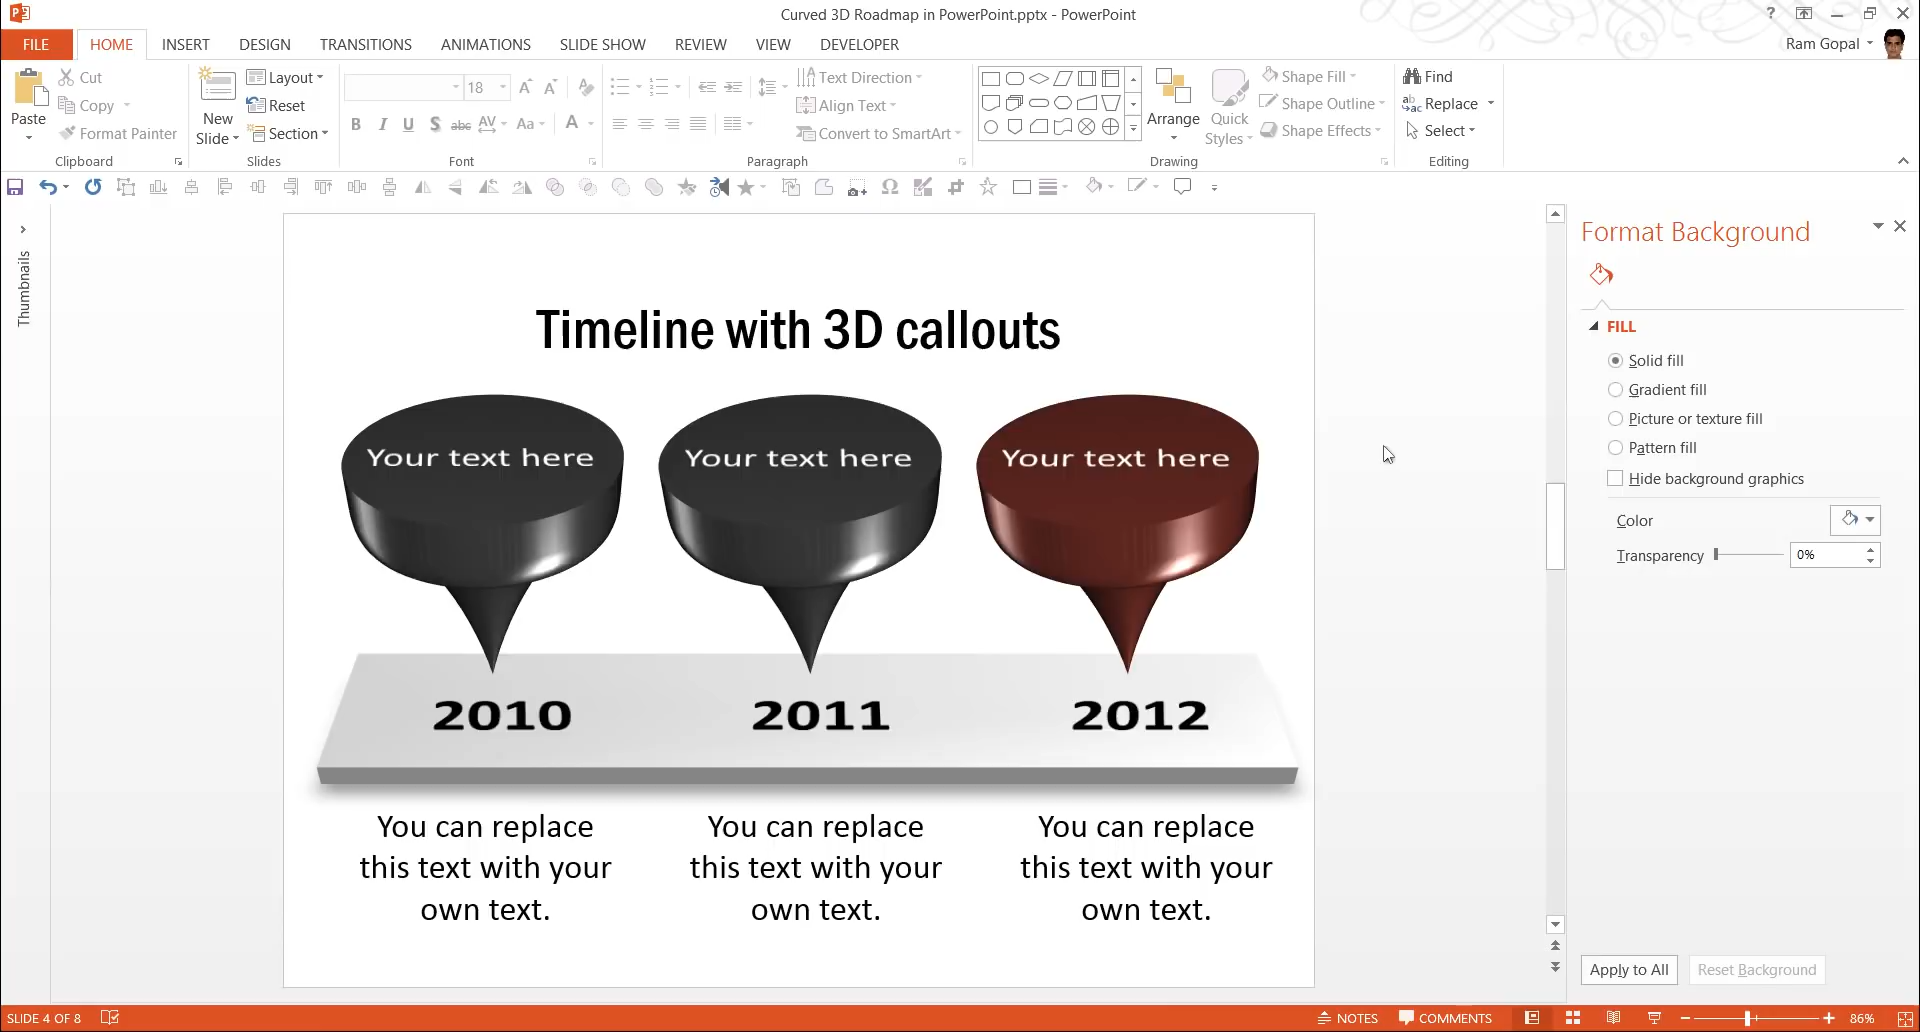 Curved 3D Roadmap in PowerPoint.pptx - PowerPoint
?
FILE HOME INSERT DESIGN TRANSITIONS ANIMATIONS SLIDE SHOW REVIEW VIEW DEVELOPER
Ram Gopal
Paste
Cut
Copy
Format Painter
Clipboard
New
Slide
Layout
Reset
Section
Slides
18
B I U S abc AV Aa A
Font
Text Direction
Align Text
Convert to SmartArt
Paragraph
Arrange
Quick
Styles
Shape Fill
Shape Outline
Shape Effects
Drawing
Find
Replace
Select
Editing
Thumbnails
Timeline with 3D callouts
Your text here Your text here Your text here
2010 2011 2012
You can replace
this text with your
own text.
You can replace
this text with your
own text.
You can replace
this text with your
own text.
Format Background
FILL
Solid fill
Gradient fill
Picture or texture fill
Pattern fill
Hide background graphics
Color
Transparency 0%
Apply to All Reset Background
SLIDE 4 OF 8
NOTES COMMENTS 86%